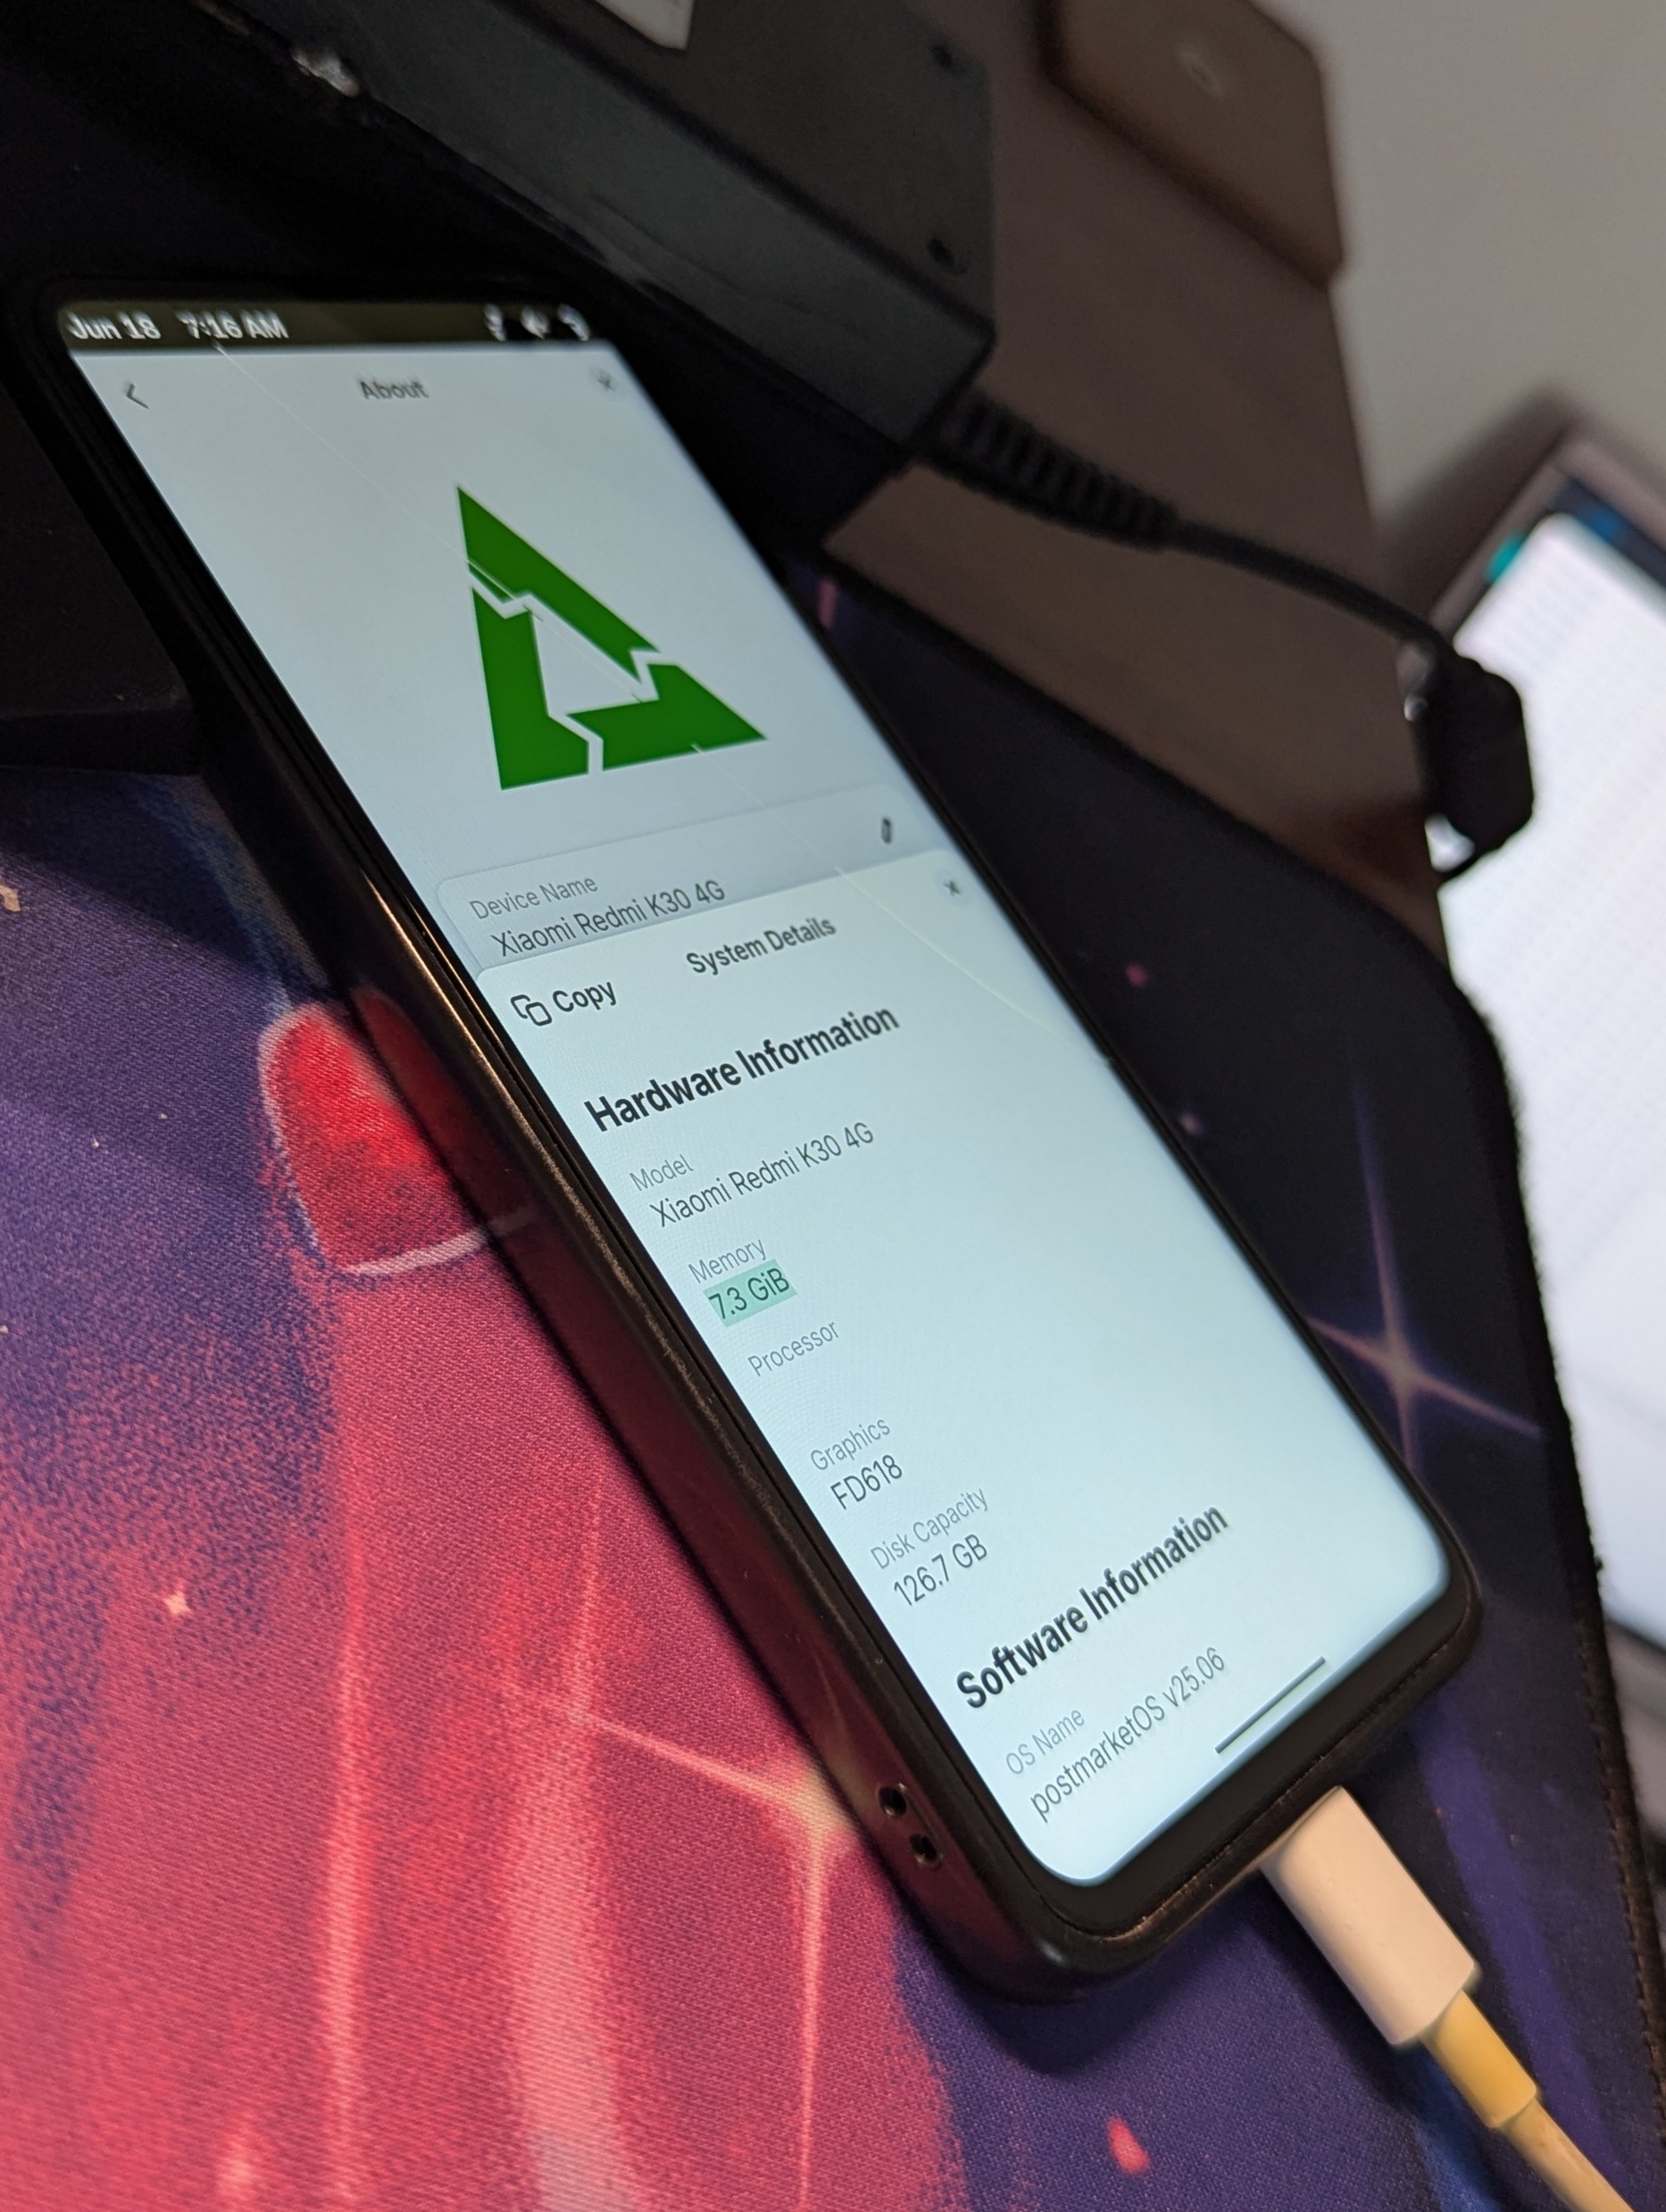 Jun 18 7:16 AM
About
Device Name
Xiaomi Redmi K30 4G
System Details
Copy
Hardware Information
Model
Xiaomi Redmi K30 4G
Memory
7.3 GiB
Processor
Graphics
FD618
Disk Capacity
126.7 GB
Software Information
OS Name
postmarketOS v25.06